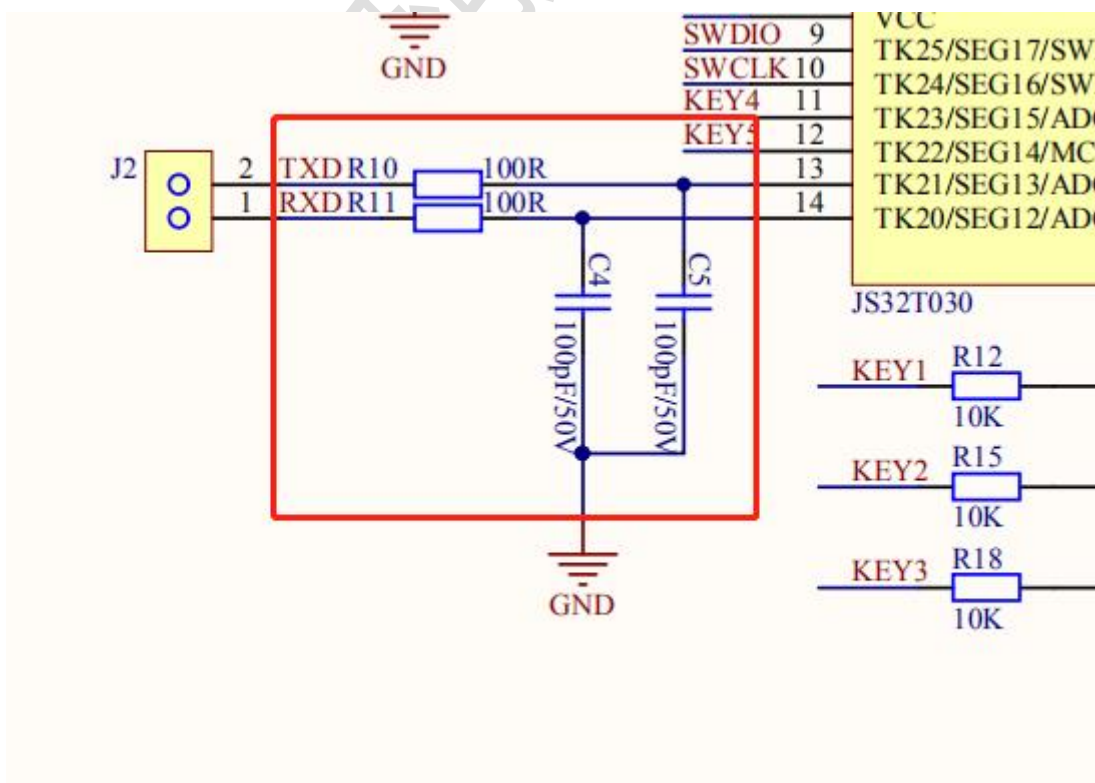 VCC
SWDIO 9 TK25/SEG17/SW
GND
SWCLK 10 TK24/SEG16/SW
KEY4 11 TK23/SEG15/AD
KEY5 12 TK22/SEG14/MC
J2 2 TXD R10 100R 13 TK21/SEG13/AD
1 RXD R11 100R 14 TK20/SEG12/AD
C4 C5
JS32T030
100pF/50V 100pF/50V
KEY1 R12
10K
KEY2 R15
10K
KEY3 R18
10K
GND